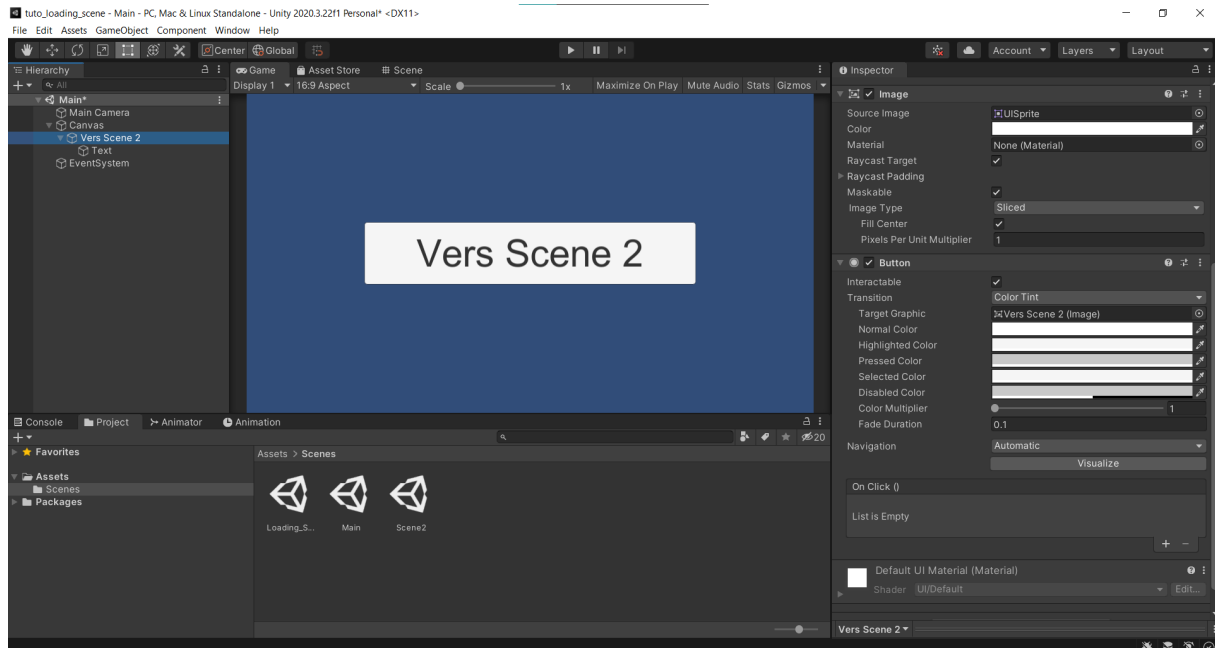 tuto_loading_scene - Main - PC, Mac & Linux Standalone - Unity 2020.3.22f1 Personal* <DX11>
File Edit Assets GameObject Component Window Help
Center Global
Account Layers Layout
Hierarchy
All
Main*
Main Camera
Canvas
Vers Scene 2
Text
EventSystem
Game Asset Store Scene
Display 1 16:9 Aspect Scale 1x Maximize On Play Mute Audio Stats Gizmos
Vers Scene 2
Console Project Animator Animation
20
Favorites
Assets
Scenes
Packages
Assets > Scenes
Loading_S... Main Scene2
Inspector
Image
Source Image UISprite
Color
Material None (Material)
Raycast Target
Raycast Padding
Maskable
Image Type Sliced
Fill Center
Pixels Per Unit Multiplier 1
Button
Interactable
Transition Color Tint
Target Graphic Vers Scene 2 (Image)
Normal Color
Highlighted Color
Pressed Color
Selected Color
Disabled Color
Color Multiplier 1
Fade Duration 0.1
Navigation Automatic
Visualize
On Click ()
List is Empty
Default UI Material (Material)
Shader UI/Default Edit...
Vers Scene 2